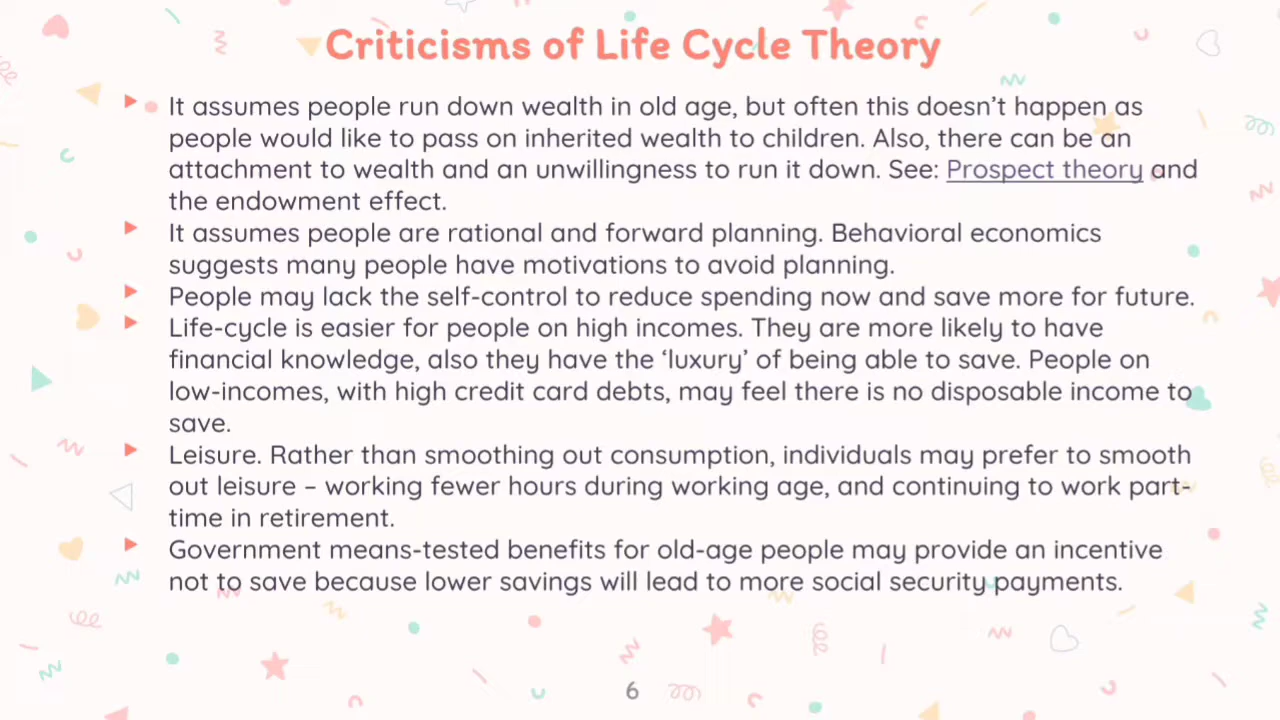 Criticisms of Life Cycle Theory
It assumes people run down wealth in old age, but often this doesn’t happen as
people would like to pass on inherited wealth to children. Also, there can be an
attachment to wealth and an unwillingness to run it down. See: Prospect theory and
the endowment effect.
It assumes people are rational and forward planning. Behavioral economics
suggests many people have motivations to avoid planning.
People may lack the self-control to reduce spending now and save more for future.
Life-cycle is easier for people on high incomes. They are more likely to have
financial knowledge, also they have the ‘luxury’ of being able to save. People on
low-incomes, with high credit card debts, may feel there is no disposable income to
save.
Leisure. Rather than smoothing out consumption, individuals may prefer to smooth
out leisure – working fewer hours during working age, and continuing to work part-
time in retirement.
Government means-tested benefits for old-age people may provide an incentive
not to save because lower savings will lead to more social security payments.
6